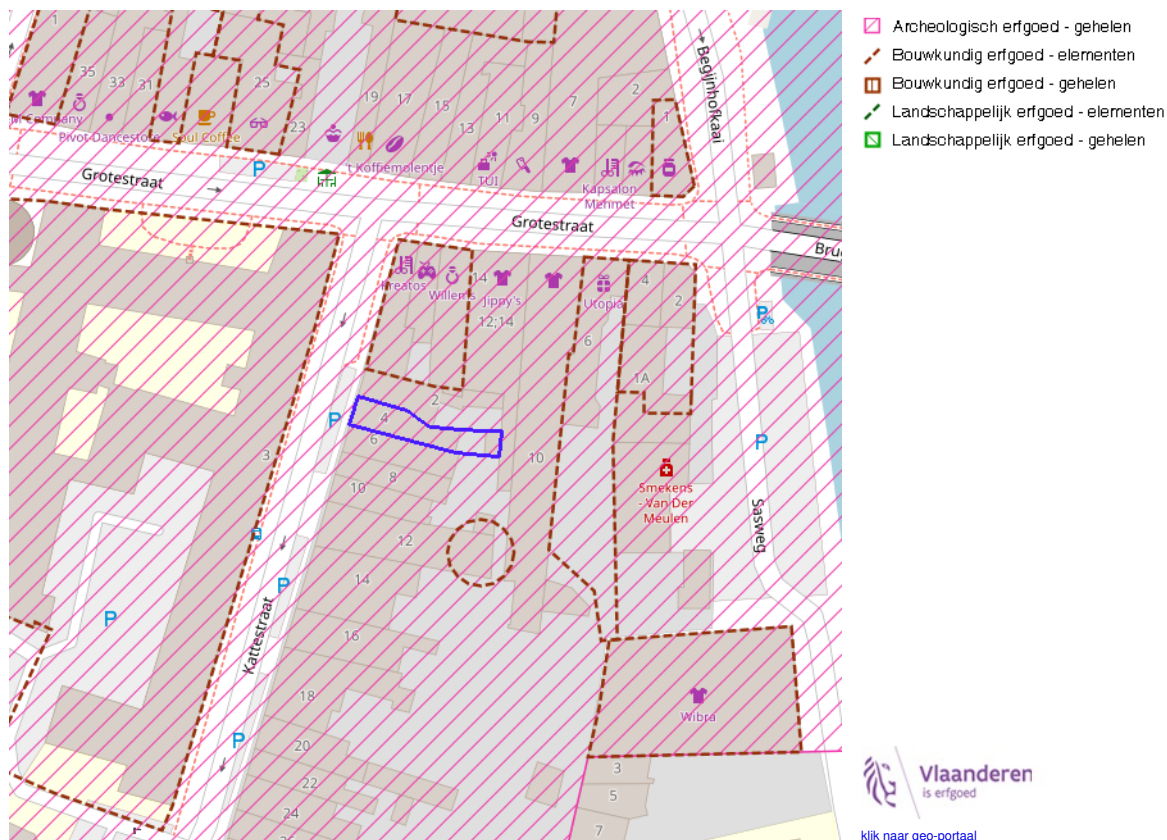 1
35
33
31
25
23
19
17
15
13
11
9
7
2
1
Begijnhofkaai
Company
Pivot Dancestore
Soul Coffee
't Koffiemolentje
TUI
Kapsalon
Mehmet
P
Grotestraat
Grotestraat
Kreatos
Willems
14
Jippy's
12;14
Utopia
4
2
6
1A
P
2
4
6
P
3
8
10
10
12
14
16
18
20
22
24
P
P
P
P
Kattestraat
Smekens
- Van Der
Meulen
Sasweg
Wibra
3
5
7
Archeologisch erfgoed - gehelen
Bouwkundig erfgoed - elementen
Bouwkundig erfgoed - gehelen
Landschappelijk erfgoed - elementen
Landschappelijk erfgoed - gehelen
Vlaanderen
is erfgoed
klik naar geo-portaal